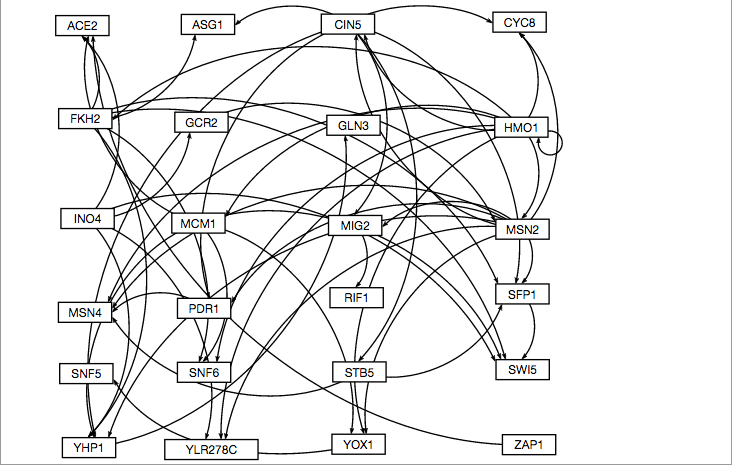 ACE2
ASG1
CIN5
CYC8
FKH2
GCR2
GLN3
HMO1
INO4
MCM1
MIG2
MSN2
MSN4
PDR1
RIF1
SFP1
SNF5
SNF6
STB5
SWI5
YHP1
YLR278C
YOX1
ZAP1